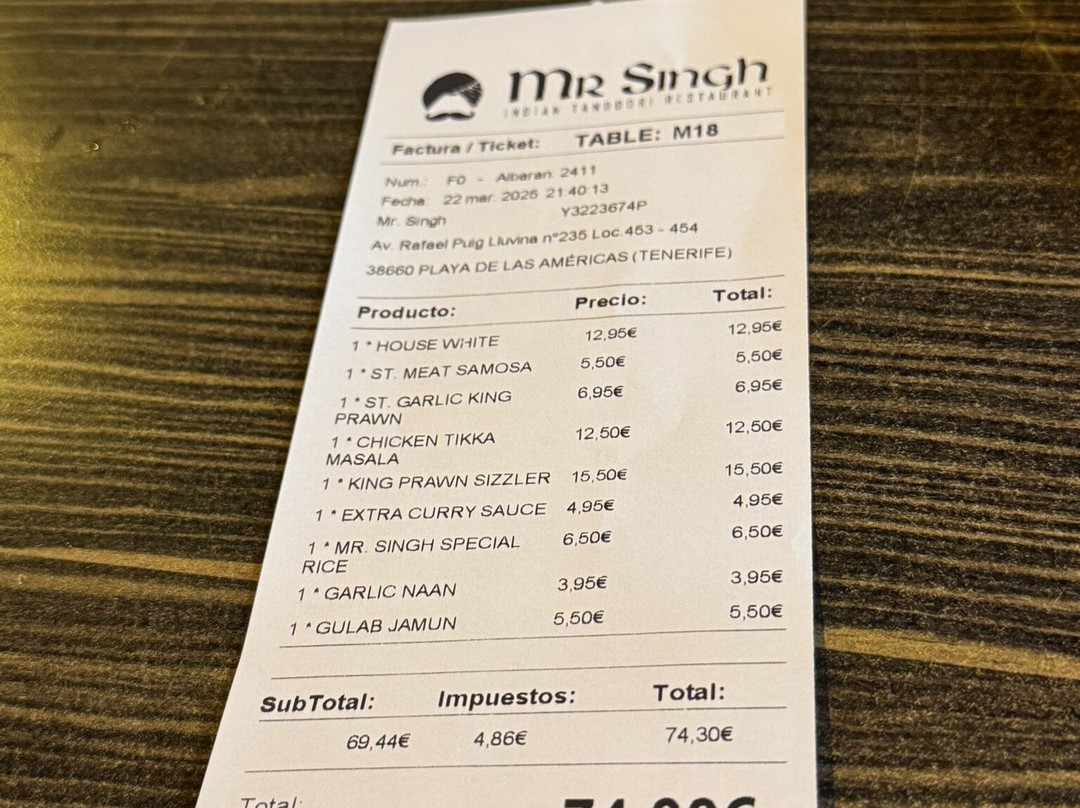 Mr Singh
INDIAN TANDOORI RESTAURANT
Factura / Ticket: TABLE: M18
Num.: F0 - Albaran. 2411
Fecha: 22 mar. 2025 21:40:13
Mr. Singh Y3223674P
Av. Rafael Puig Lluvina nº235 Loc.453 - 454
38660 PLAYA DE LAS AMÉRICAS (TENERIFE)
Producto: Precio: Total:
1 * HOUSE WHITE 12,95€ 12,95€
1 * ST. MEAT SAMOSA 5,50€ 5,50€
1 * ST. GARLIC KING 6,95€ 6,95€
PRAWN
1 * CHICKEN TIKKA 12,50€ 12,50€
MASALA
1 * KING PRAWN SIZZLER 15,50€ 15,50€
1 * EXTRA CURRY SAUCE 4,95€ 4,95€
1 * MR. SINGH SPECIAL 6,50€ 6,50€
RICE
1 * GARLIC NAAN 3,95€ 3,95€
1 * GULAB JAMUN 5,50€ 5,50€
SubTotal: Impuestos: Total:
69,44€ 4,86€ 74,30€
Total: